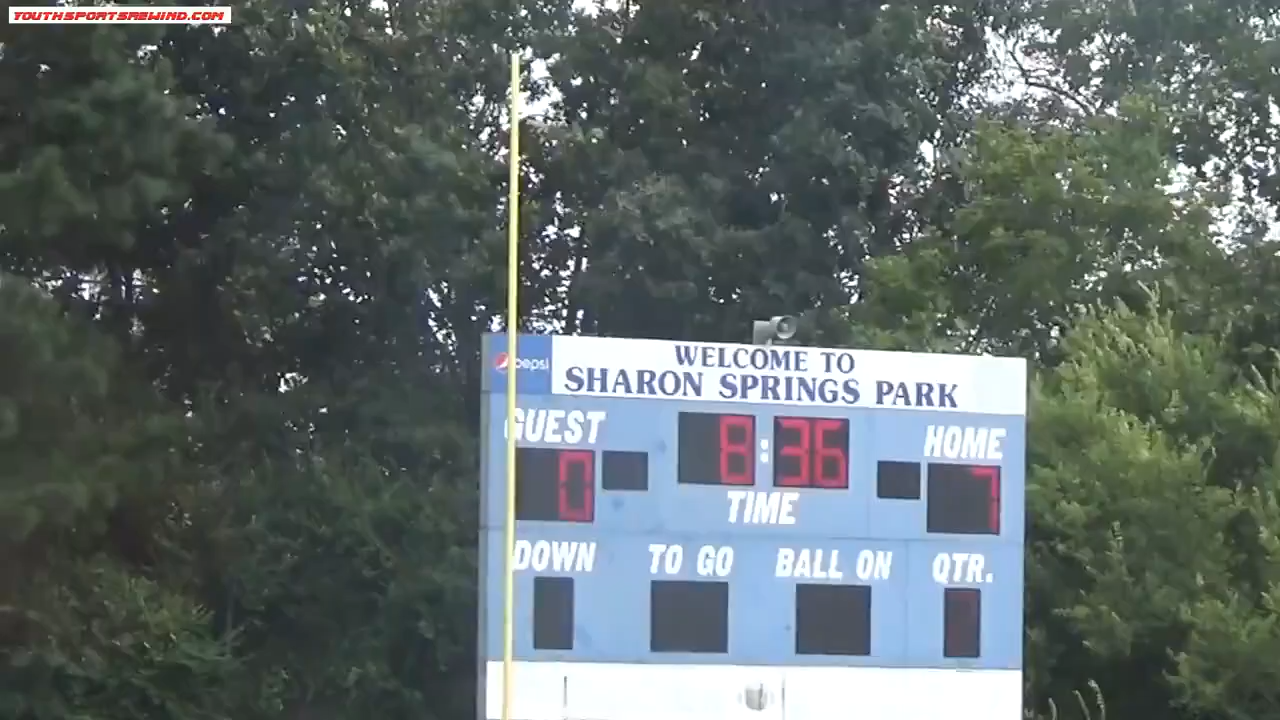 YOUTHSPORTSREWIND.COM
pepsi
WELCOME TO
SHARON SPRINGS PARK
GUEST
8:36
HOME
0
TIME
7
DOWN
TO GO
BALL ON
QTR.